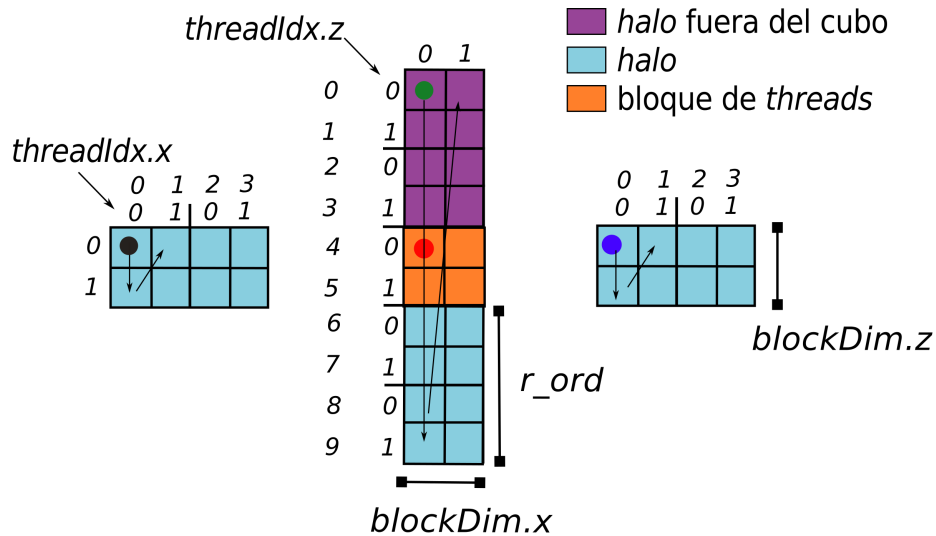 threadIdx.z
halo fuera del cubo
halo
bloque de threads
0 1
0 0
1 1
2 0
3 1
4 0
5 1
6 0
7 1
8 0
9 1
threadIdx.x
0 1 2 3
0 1 0 1
0
1
0 1 2 3
0 1 0 1
blockDim.z
r_ord
blockDim.x